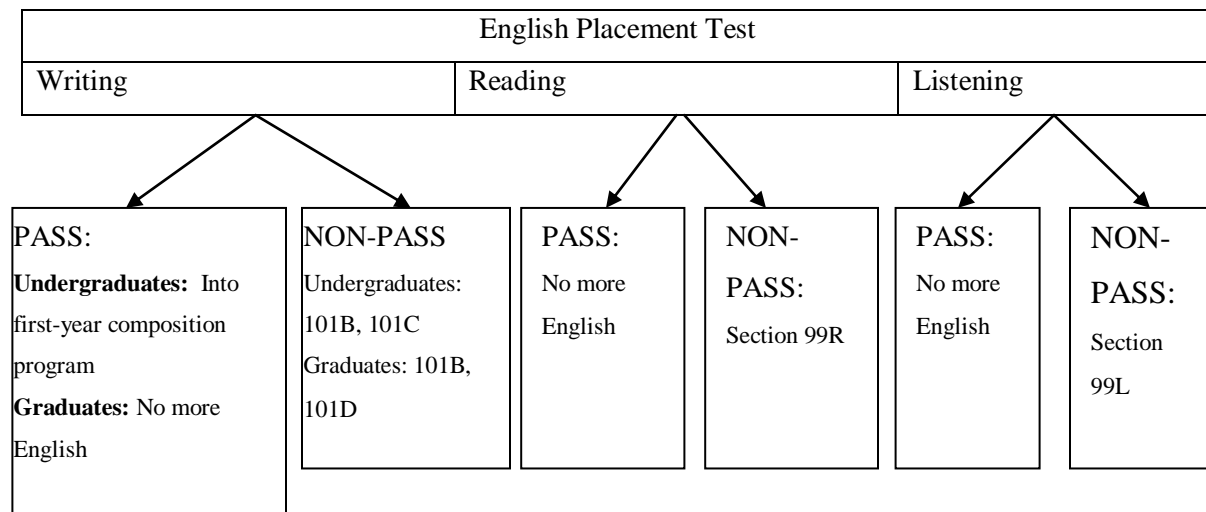 English Placement Test
Writing
Reading
Listening
PASS:
Undergraduates: Into
first-year composition
program
Graduates: No more
English
NON-PASS
Undergraduates:
101B, 101C
Graduates: 101B,
101D
PASS:
No more
English
NON-
PASS:
Section 99R
PASS:
No more
English
NON-
PASS:
Section
99L